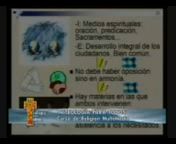 -I: Medios espirituales:
oración, predicación,
Sacramentos...
-E: Desarrollo integral de los
ciudadanos. Bien común.
No debe haber oposición
sino en armonía.
Hay materias en las que
ambos intervienen:
Curso de Religión Multimedia
asistencia a los necesitados